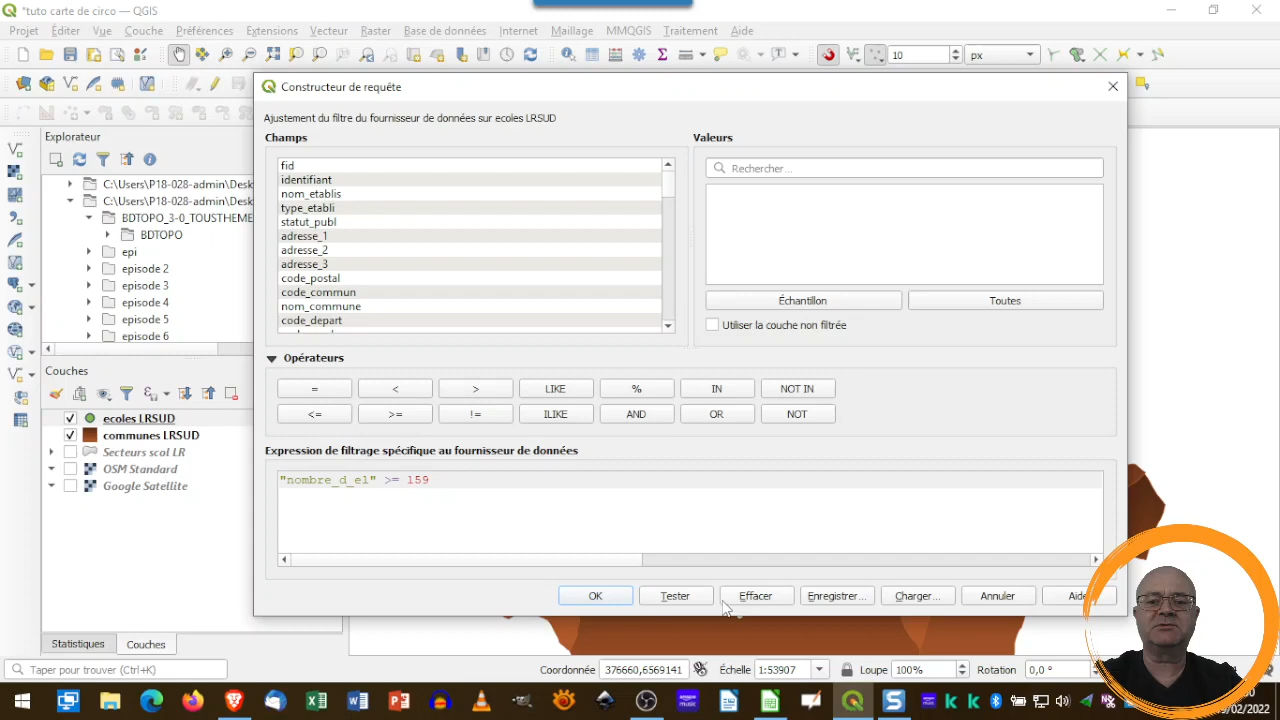 *tuto carte de circo — QGIS
Projet Éditer Vue Couche Préférences Extensions Vecteur Raster Base de données Internet Maillage MMQGIS Traitement Aide
10 px
Constructeur de requête
Ajustement du filtre du fournisseur de données sur ecoles LRSUD
Champs
fid
identifiant
nom_etablis
type_etabli
statut_publ
adresse_1
adresse_2
adresse_3
code_postal
code_commun
nom_commune
code_depart
Valeurs
Rechercher...
Échantillon Toutes
Utiliser la couche non filtrée
Opérateurs
= < > LIKE % IN NOT IN
<= >= != ILIKE AND OR NOT
Expression de filtrage spécifique au fournisseur de données
"nombre_d_el" >= 159
OK Tester Effacer Enregistrer... Charger... Annuler Aide
Explorateur
C:\Users\P18-028-admin\Desk
C:\Users\P18-028-admin\Desk
BDTOPO_3-0_TOUSTHEME
BDTOPO
epi
episode 2
episode 3
episode 4
episode 5
episode 6
Couches
ecoles LRSUD
communes LRSUD
Secteurs scol LR
OSM Standard
Google Satellite
Statistiques Couches
Taper pour trouver (Ctrl+K) Coordonnée 376660,6569141 Échelle 1:53907 Loupe 100% Rotation 0,0 °
amazon music
/02/2022